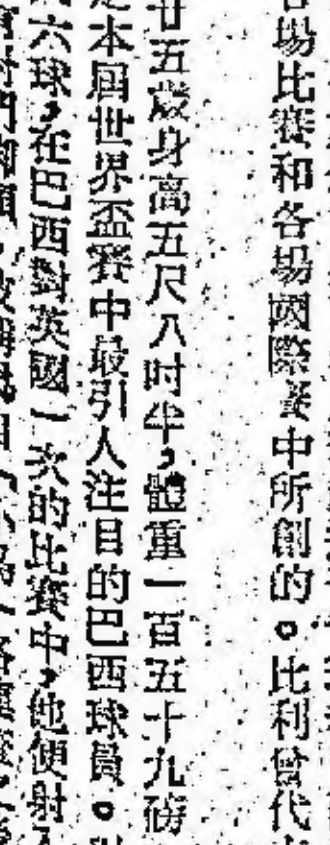 場比賽和各場國際賽中所創的。比利曾代
廿五歲身高五尺八吋半，體重一百五十九磅
本屆世界盃賽中最引人注目的巴西球員。
六球，在巴西對英國一次的比賽中，他便射